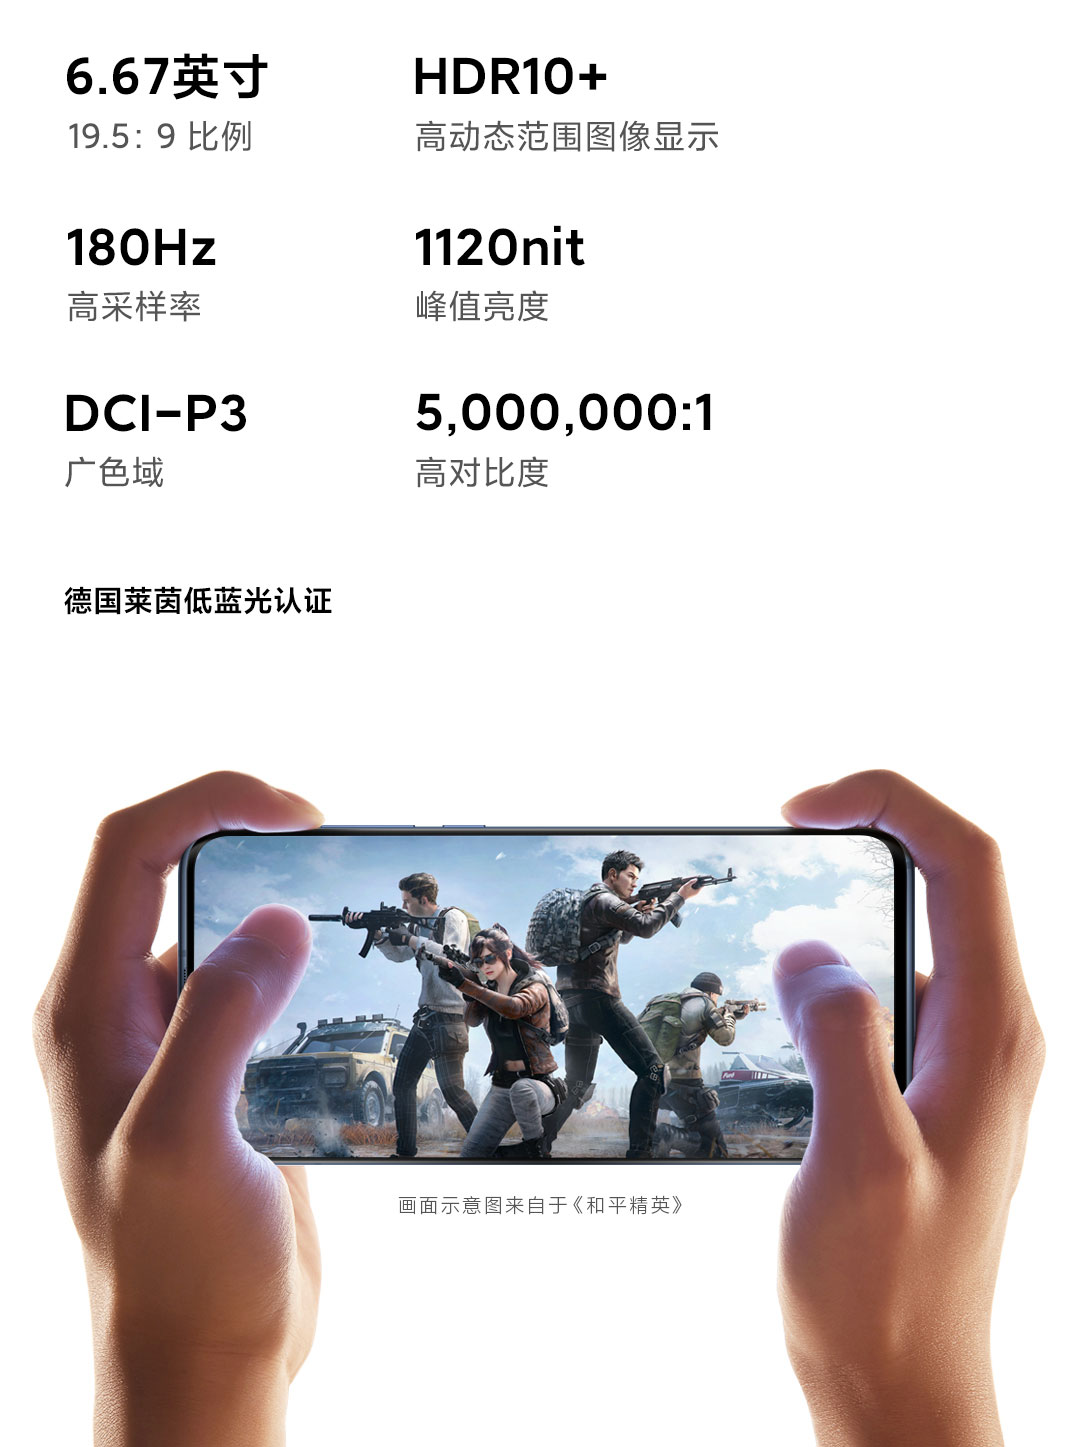 6.67英寸
19.5: 9 比例
HDR10+
高动态范围图像显示
180Hz
高采样率
1120nit
峰值亮度
DCI-P3
广色域
5,000,000:1
高对比度
德国莱茵低蓝光认证
画面示意图来自于《和平精英》